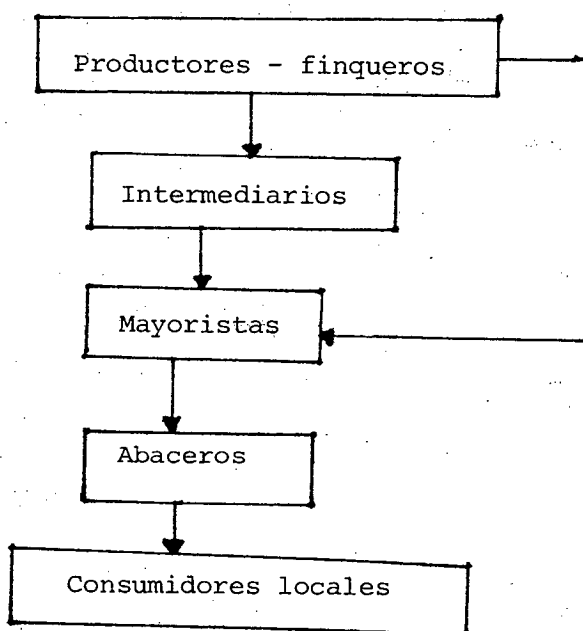 Productores - finqueros
Intermediarios
Mayoristas
Abaceros
Consumidores locales